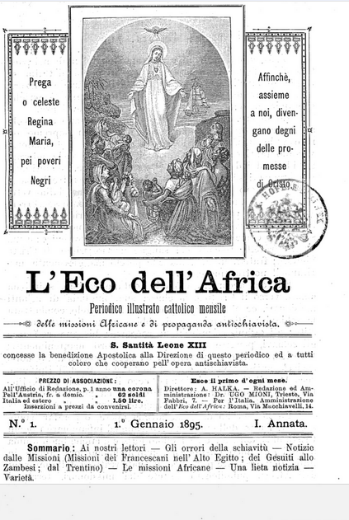 Prega
o celeste
Regina
Maria,
pei poveri
Negri
Affinchè,
assieme
a noi, diven-
gano degni
delle pro-
messe
di Cristo.
L'Eco dell'Africa
Periodico illustrato cattolico mensile
delle missioni Africane e di propaganda antischiavista.
S. Santità Leone XIII
concesse la benedizione Apostolica alla Direzione di questo periodico ed a tutti
coloro che cooperano pell'opera antischiavista.
PREZZO DI ASSOCIAZIONE:
All'Ufficio di Redazione, p. 1 anno una corona
Pell'Austria, fr. a domic. » 62 soldi
Italia ed estero » 1.50 lire.
Inserzioni a prezzi da convenirsi.
Esce il primo d'ogni mese.
Direttore: A. HALKA. — Redazione ed Am-
ministrazione: Dr. UGO MIONI, Trieste, Via
Fabbri, 7. — Per l'Italia, Amministrazione
dell'Eco dell'Africa: Roma, Via Macchiavelli, 14.
N.° 1. 1.° Gennaio 1895. I. Annata.
Sommario: Ai nostri lettori — Gli orrori della schiavitù — Notizie
dalle Missioni (Missioni dei Francescani nell'Alto Egitto; dei Gesuiti allo
Zambesi; dal Trentino) — Le missioni Africane — Una lieta notizia —
Varietà.